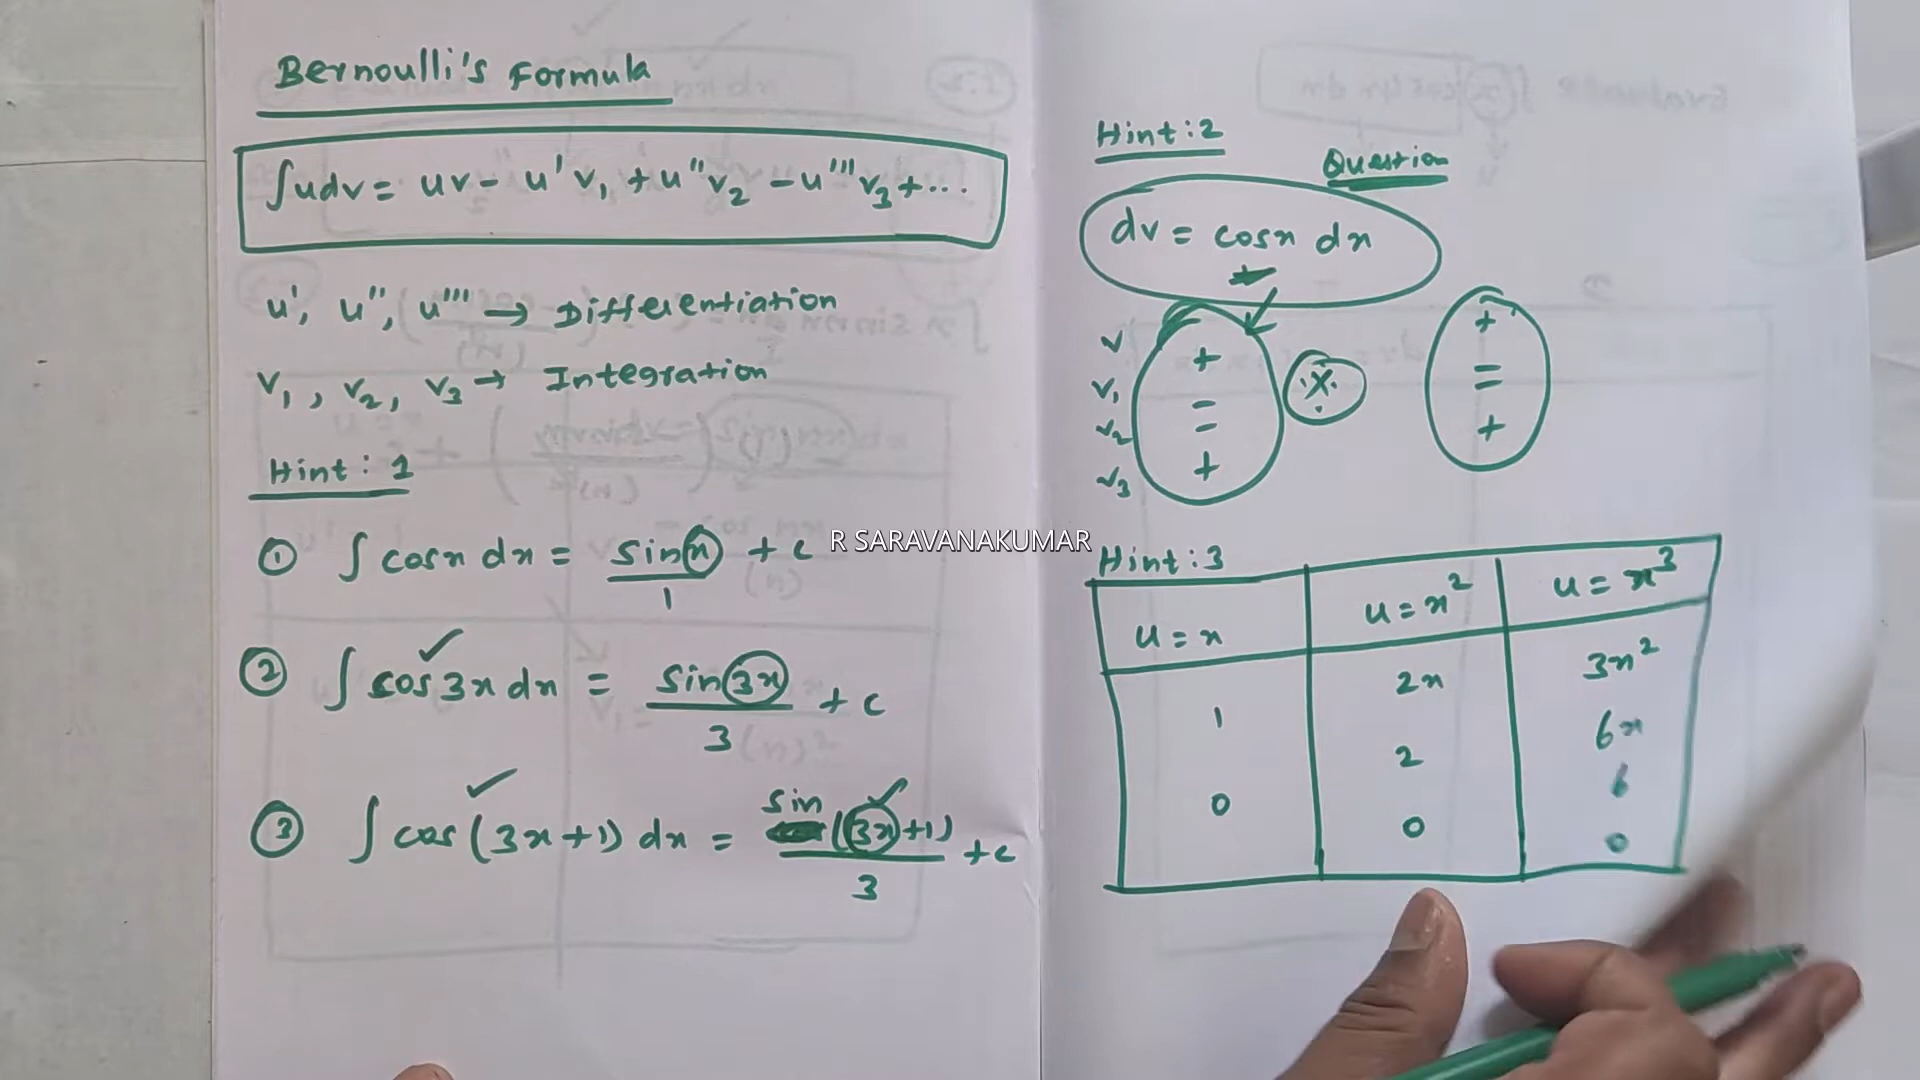 Bernoulli's Formula
∫udv = uv - u'v₁ + u''v₂ - u'''v₃ + ...
u', u'', u''' → Differentiation
v₁, v₂, v₃ → Integration
Hint: 1
① ∫ cosx dx = sin(x)/1 + c
② ∫ cos 3x dx = sin(3x)/3 + c
③ ∫ cos (3x+1) dx = sin (3x+1)/3 + c
R SARAVANAKUMAR
Hint:2
Question
dv = cosx dx
v + +
v₁ - × =
v₂ -
v₃ + +
Hint:3
u = x u = x² u = x³
1 2x 3x²
0 2 6x
0 6
0